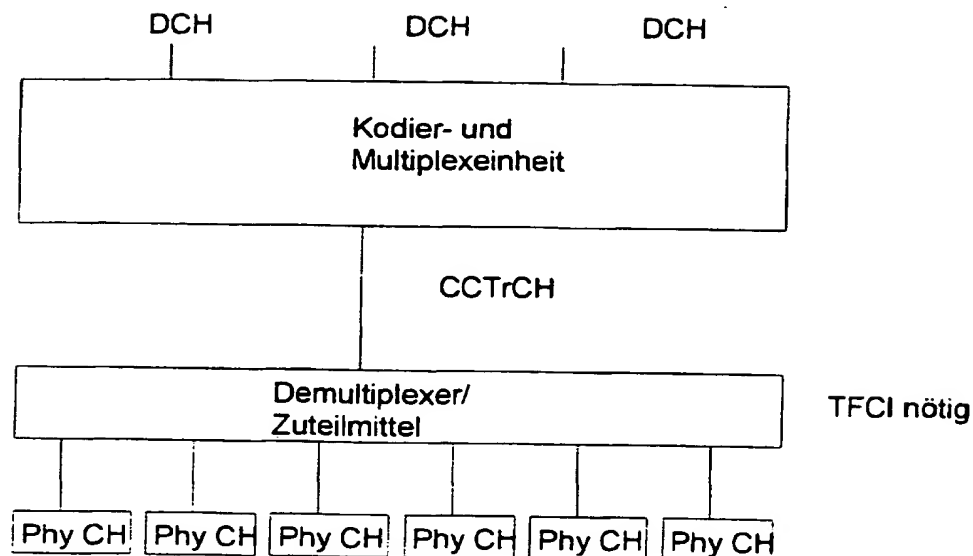 DCH DCH DCH
Kodier- und
Multiplexeinheit
CCTrCH
Demultiplexer/
Zuteilmittel
TFCI nötig
Phy CH Phy CH Phy CH Phy CH Phy CH Phy CH